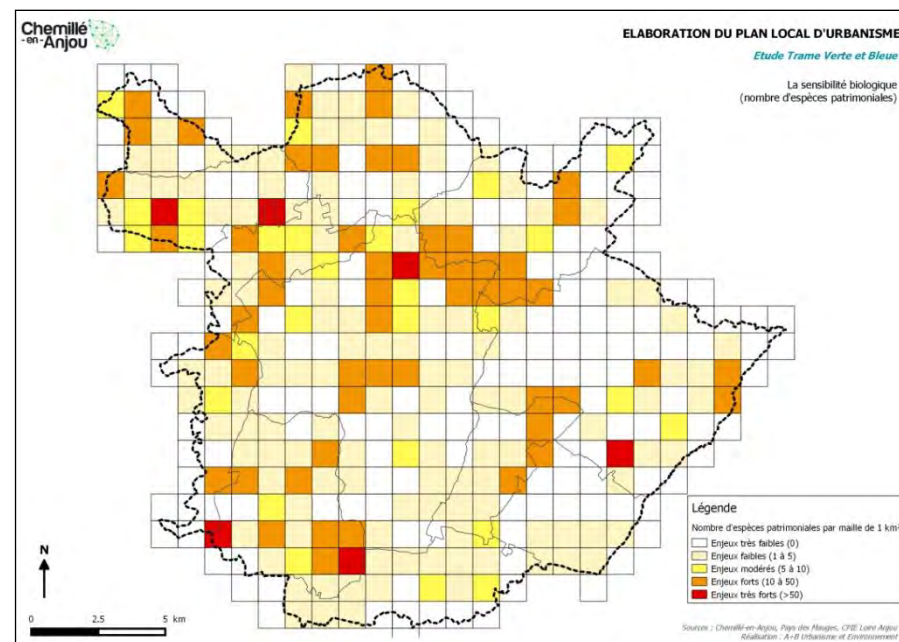 Chemillé
-en-
Anjou
ELABORATION DU PLAN LOCAL D'URBANISME
Etude Trame Verte et Bleue
La sensibilité biologique
(nombre d'espèces patrimoniales)
Légende
Nombre d'espèces patrimoniales par maille de 1 km²
Enjeux très faibles (0)
Enjeux faibles (1 à 5)
Enjeux modérés (5 à 10)
Enjeux forts (10 à 50)
Enjeux très forts (>50)
N
0 2.5 5 km
Sources : Chemillé-en-Anjou, Pays des Mauges, CPIE Loire Anjou
Réalisation : A+B Urbanisme et Environnement